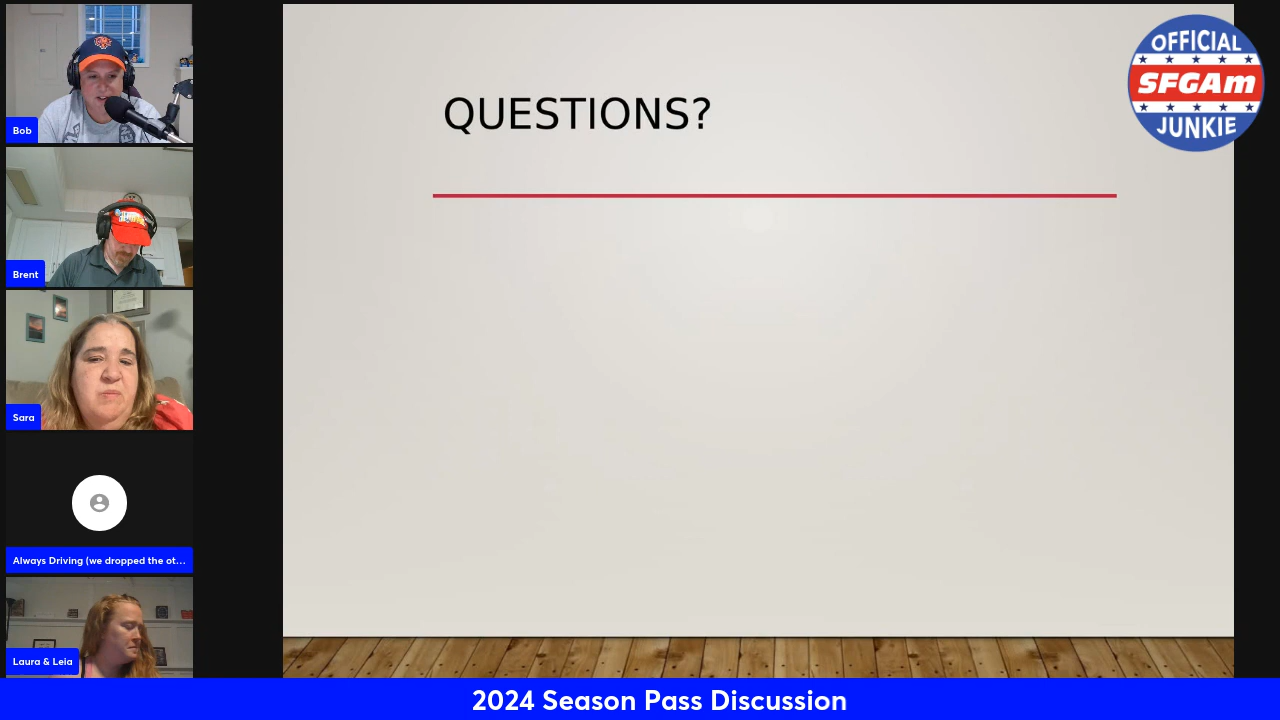 Bob
Brent
Sara
Always Driving (we dropped the ot...
Laura & Leia
QUESTIONS?
OFFICIAL
SFGAm
JUNKIE
2024 Season Pass Discussion